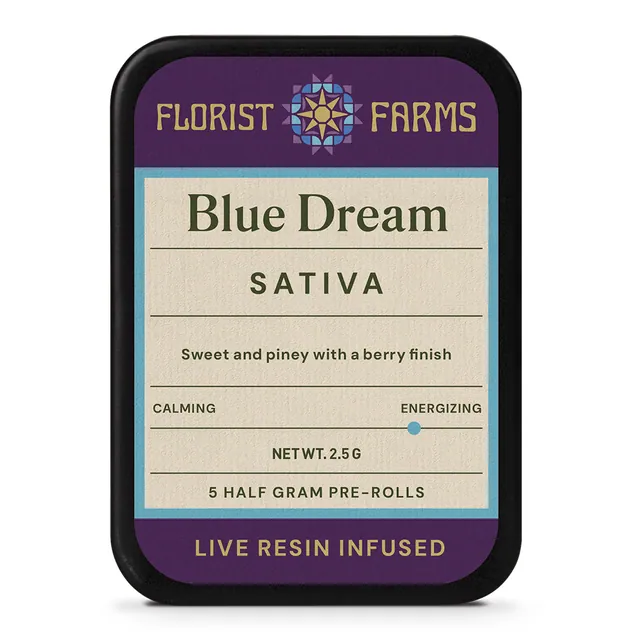 FLORIST FARMS
Blue Dream
SATIVA
Sweet and piney with a berry finish
CALMING ENERGIZING
NET WT. 2.5 G
5 HALF GRAM PRE-ROLLS
LIVE RESIN INFUSED